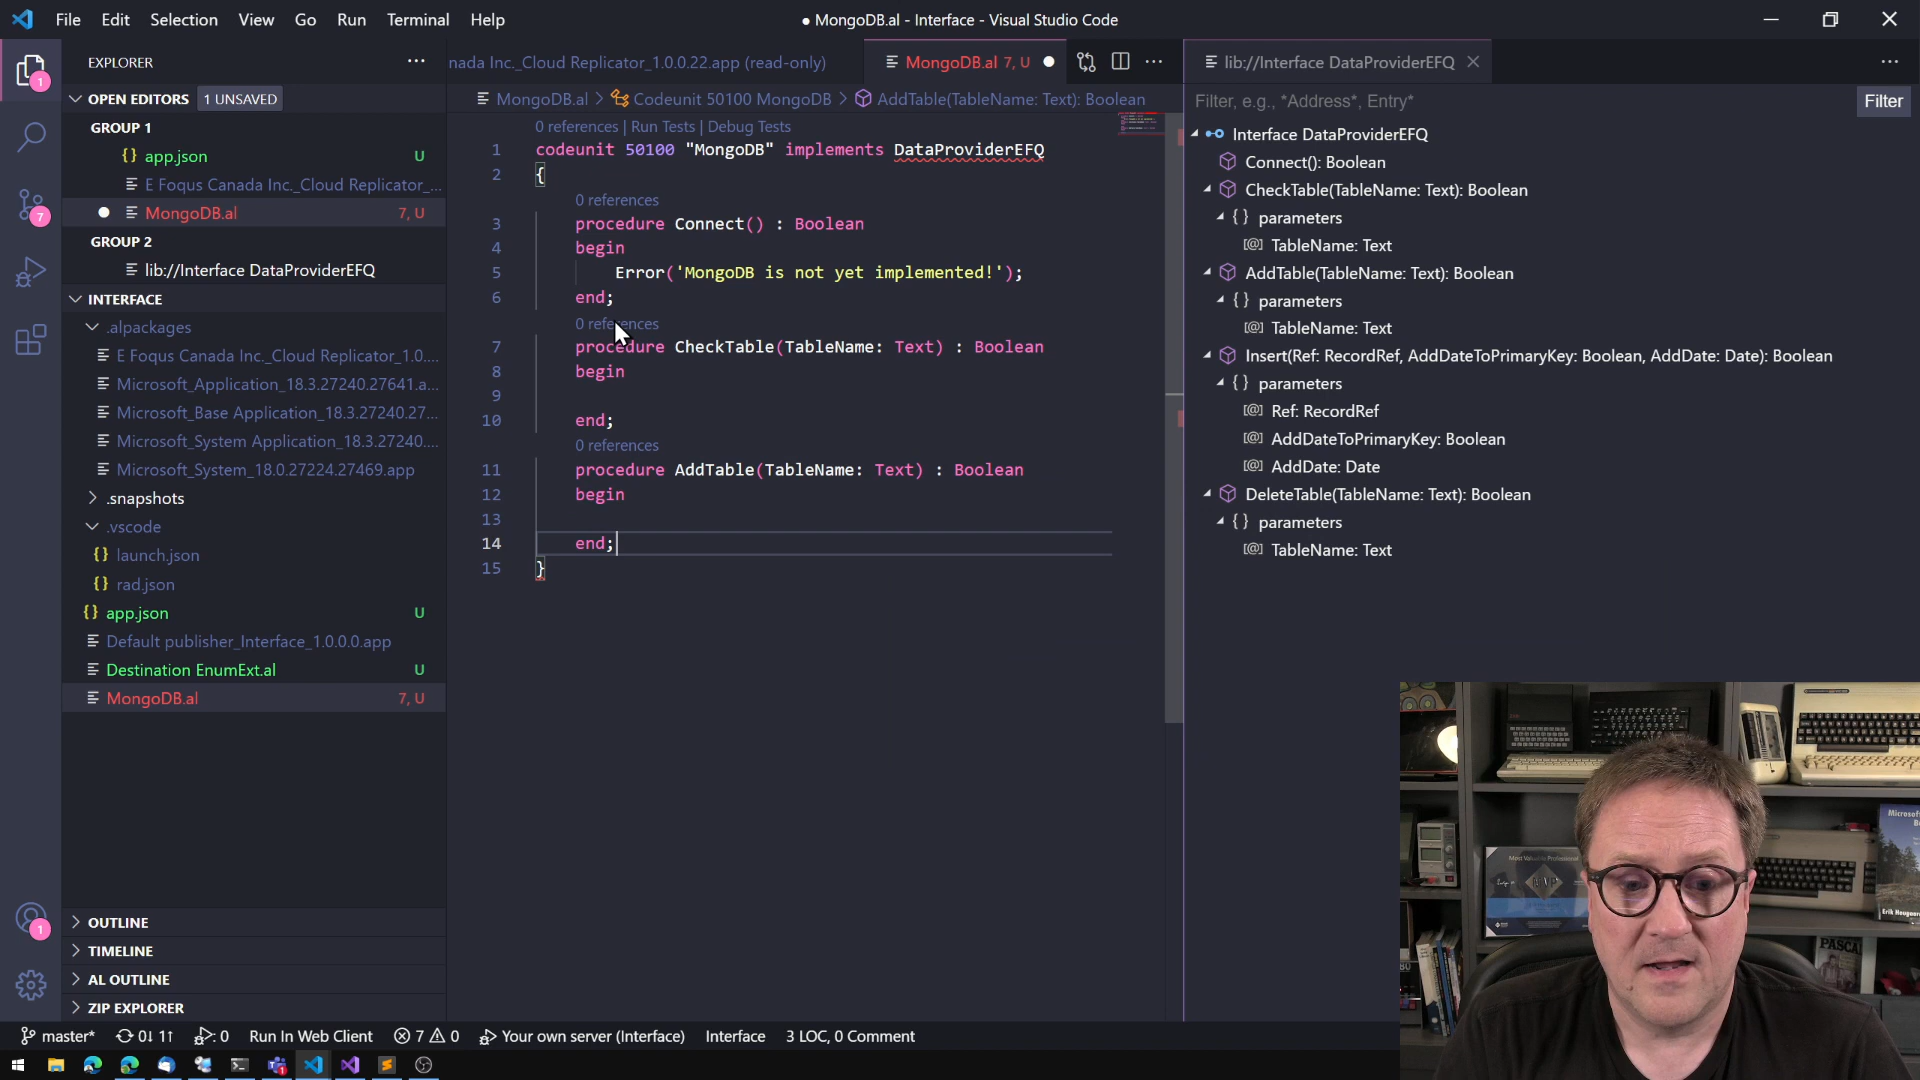 File Edit Selection View Go Run Terminal Help
● MongoDB.al - Interface - Visual Studio Code
EXPLORER
OPEN EDITORS 1 UNSAVED
GROUP 1
{} app.json U
E Foqus Canada Inc._Cloud Replicator_...
MongoDB.al 7, U
GROUP 2
lib://Interface DataProviderEFQ
INTERFACE
.alpackages
E Foqus Canada Inc._Cloud Replicator_1.0....
Microsoft_Application_18.3.27240.27641.a...
Microsoft_Base Application_18.3.27240.27...
Microsoft_System Application_18.3.27240....
Microsoft_System_18.0.27224.27469.app
.snapshots
.vscode
{} launch.json
{} rad.json
{} app.json U
Default publisher_Interface_1.0.0.0.app
Destination EnumExt.al U
MongoDB.al 7, U
OUTLINE
TIMELINE
AL OUTLINE
ZIP EXPLORER
1
7
1
nada Inc._Cloud Replicator_1.0.0.22.app (read-only)
MongoDB.al 7, U ●
MongoDB.al > Codeunit 50100 MongoDB > AddTable(TableName: Text): Boolean
0 references | Run Tests | Debug Tests
1 codeunit 50100 "MongoDB" implements DataProviderEFQ
2 {
0 references
3 procedure Connect() : Boolean
4 begin
5 Error('MongoDB is not yet implemented!');
6 end;
0 references
7 procedure CheckTable(TableName: Text) : Boolean
8 begin
9
10 end;
0 references
11 procedure AddTable(TableName: Text) : Boolean
12 begin
13
14 end;
15 }
lib://Interface DataProviderEFQ
Filter, e.g., *Address*, Entry*
Filter
Interface DataProviderEFQ
Connect(): Boolean
CheckTable(TableName: Text): Boolean
{} parameters
[@] TableName: Text
AddTable(TableName: Text): Boolean
{} parameters
[@] TableName: Text
Insert(Ref: RecordRef, AddDateToPrimaryKey: Boolean, AddDate: Date): Boolean
{} parameters
[@] Ref: RecordRef
[@] AddDateToPrimaryKey: Boolean
[@] AddDate: Date
DeleteTable(TableName: Text): Boolean
{} parameters
[@] TableName: Text
Most Valuable Professional
Microsoft
PASCAL
master* 0↓ 1↑ 0 Run In Web Client 7 0 Your own server (Interface) Interface 3 LOC, 0 Comment